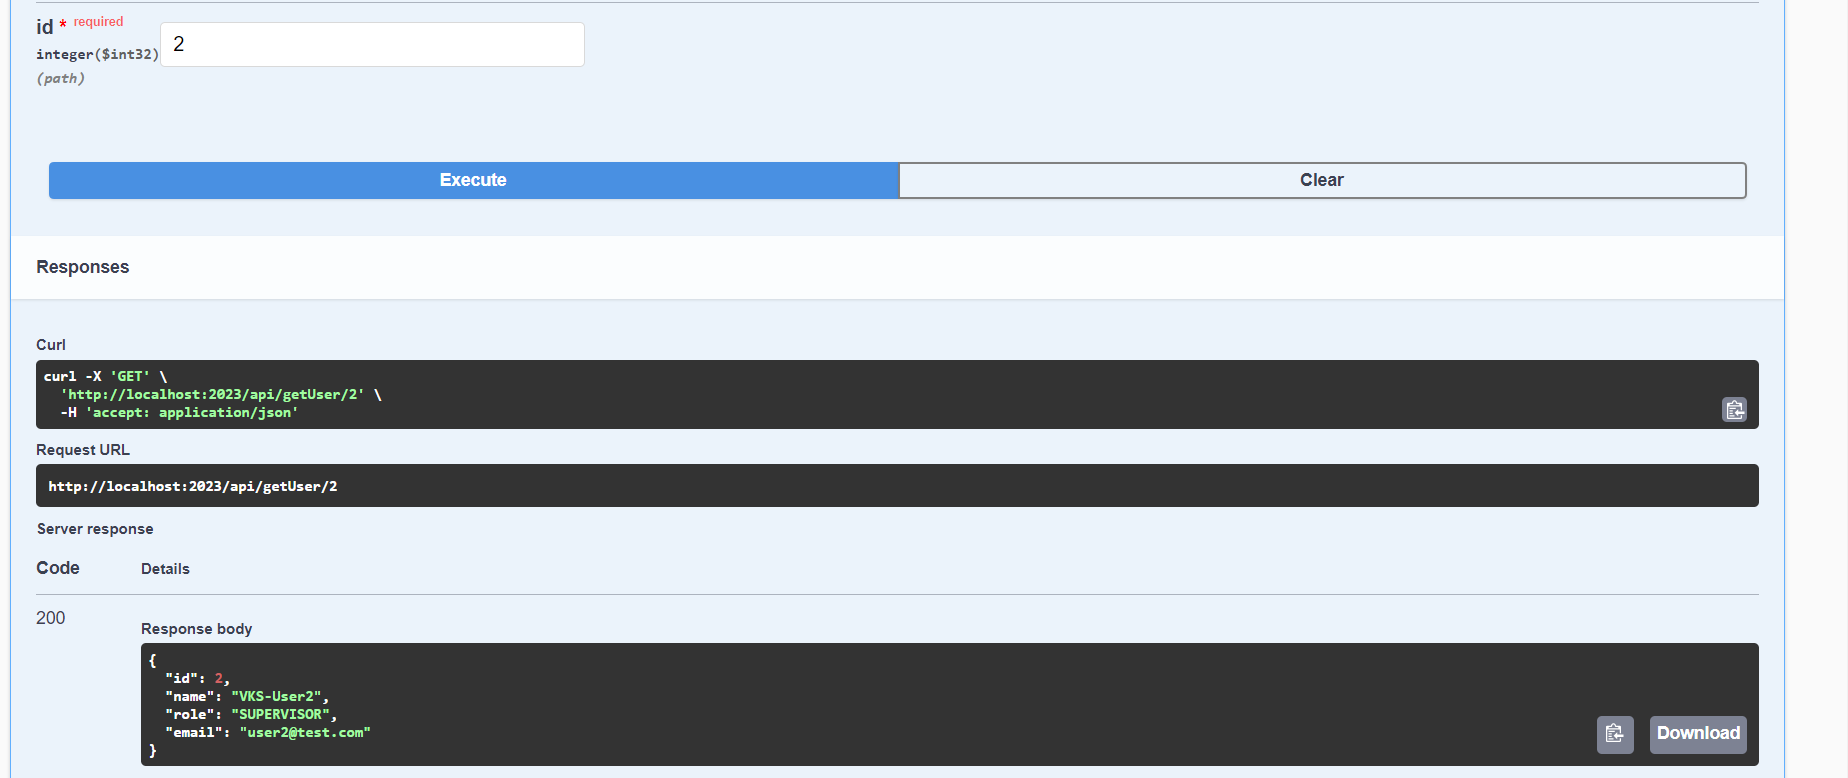 id * required
integer($int32)
2
(path)
Execute
Clear
Responses
Curl
curl -X 'GET' \
  'http://localhost:2023/api/getUser/2' \
  -H 'accept: application/json'
Request URL
http://localhost:2023/api/getUser/2
Server response
Code Details
200
Response body
{
  "id": 2,
  "name": "VKS-User2",
  "role": "SUPERVISOR",
  "email": "user2@test.com"
}
Download